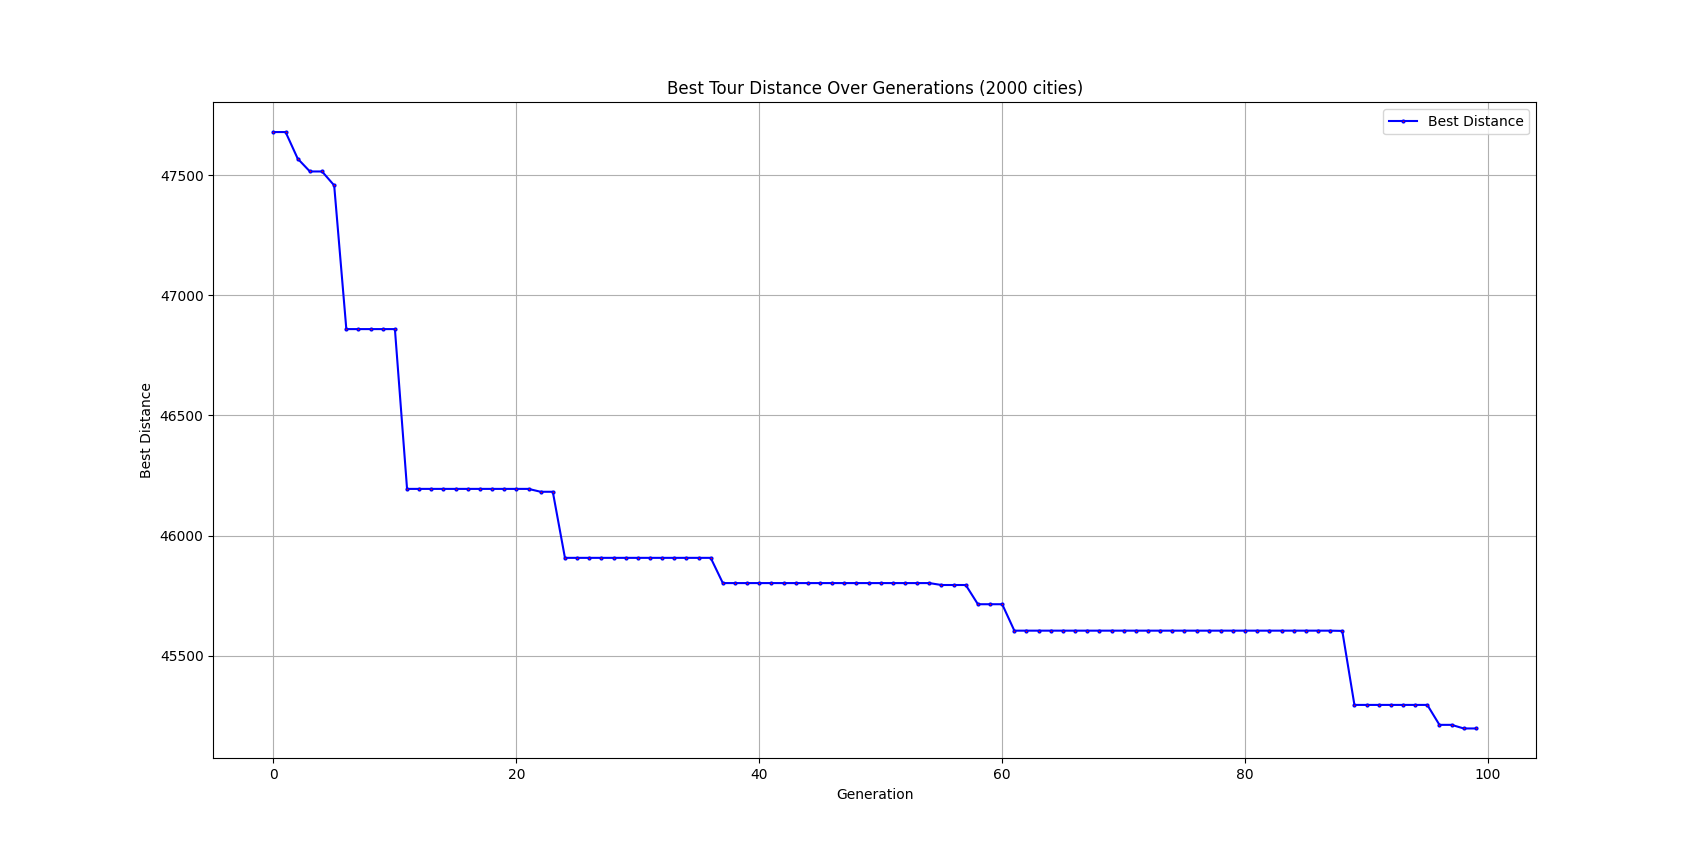 Best Tour Distance Over Generations (2000 cities)
Best Distance
47500
47000
46500
46000
45500
Best Distance
0 20 40 60 80 100
Generation